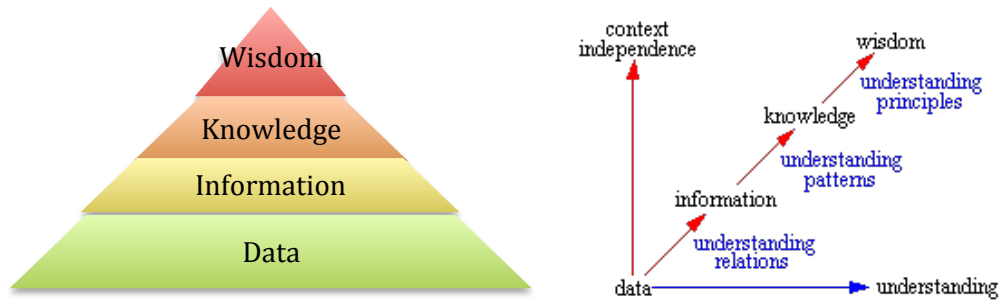 Wisdom
Knowledge
Information
Data
context
independence
wisdom
understanding
principles
knowledge
understanding
patterns
information
understanding
relations
data
understanding